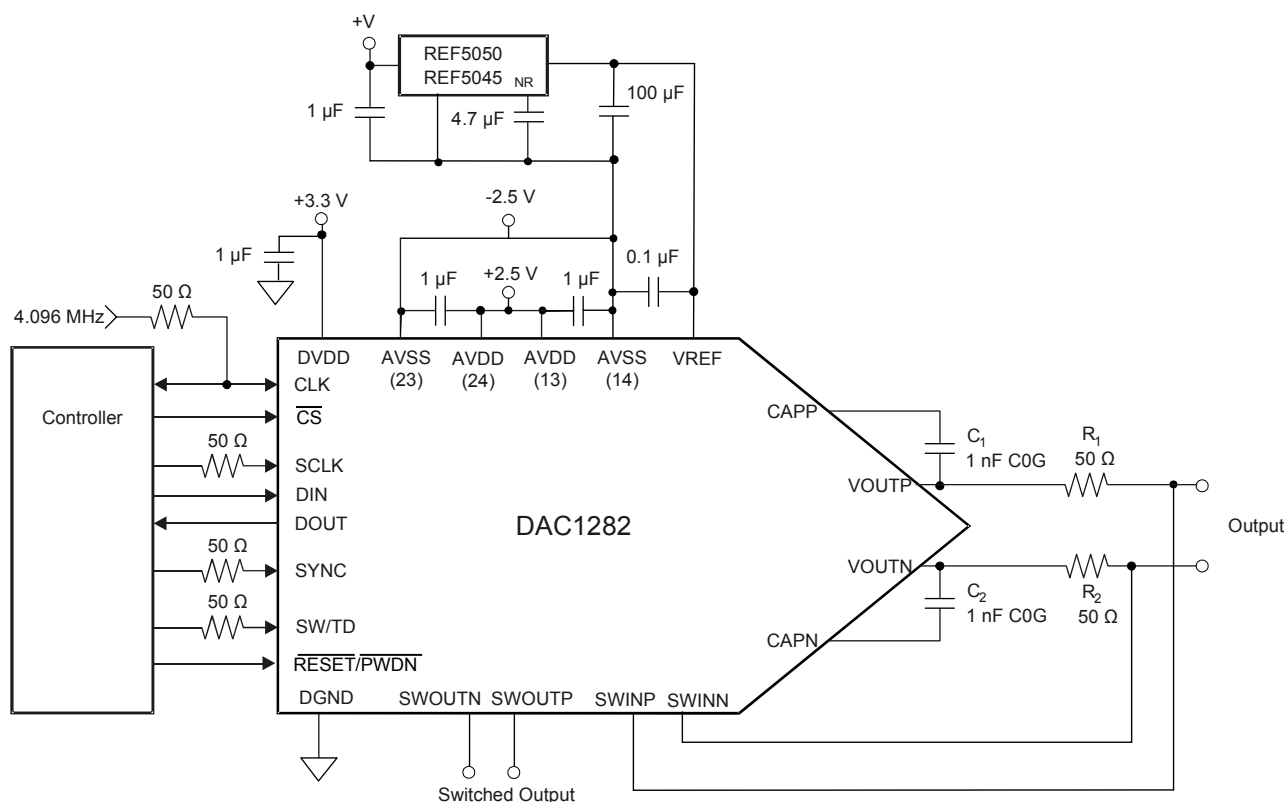 +V
REF5050
REF5045
NR
1 µF
4.7 µF
100 µF
+3.3 V
-2.5 V
1 µF
1 µF
+2.5 V
1 µF
0.1 µF
50 Ω
4.096 MHz
DVDD
AVSS
(23)
AVDD
(24)
AVDD
(13)
AVSS
(14)
VREF
Controller
CLK
CS
50 Ω
SCLK
DIN
DOUT
50 Ω
SYNC
50 Ω
SW/TD
RESET/PWDN
DAC1282
CAPP
C1
1 nF C0G
R1
50 Ω
VOUTP
Output
VOUTN
C2
1 nF C0G
R2
50 Ω
CAPN
DGND
SWOUTN
SWOUTP
SWINP
SWINN
Switched Output